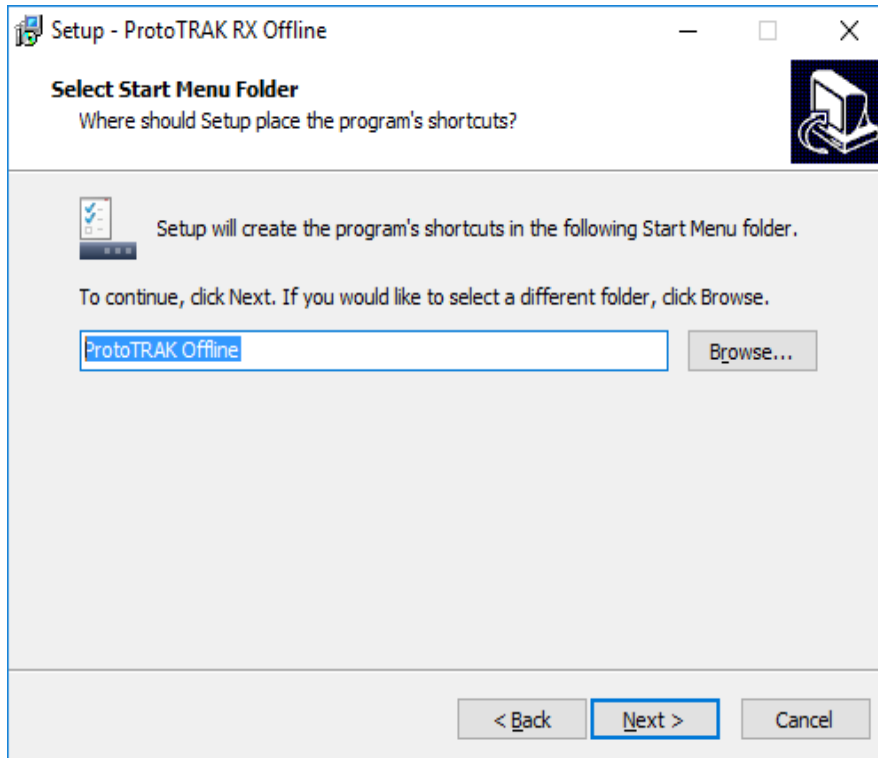 Setup - ProtoTRAK RX Offline
Select Start Menu Folder
Where should Setup place the program's shortcuts?
Setup will create the program's shortcuts in the following Start Menu folder.
To continue, click Next. If you would like to select a different folder, click Browse.
ProtoTRAK Offline
Browse...
< Back
Next >
Cancel